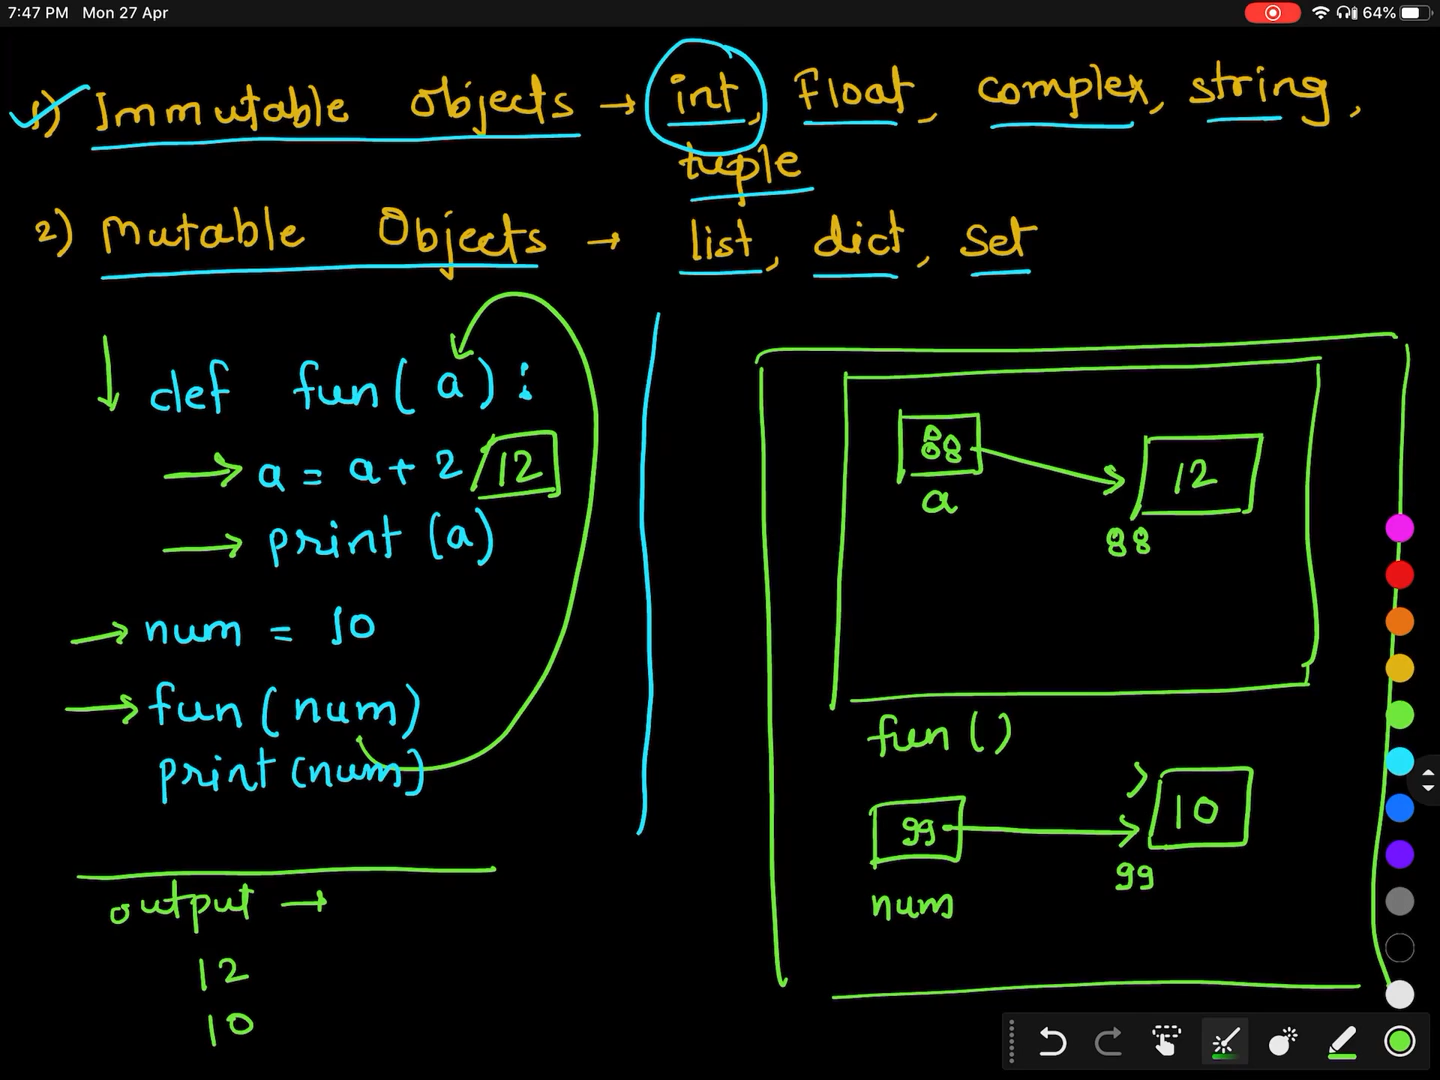 7:47 PM Mon 27 Apr 64%
1) Immutable objects → int, Float, complex, string,
tuple
2) Mutable Objects → list, dict, set
def fun(a):
→ a = a + 2 / 12
→ print (a)
→ num = 10
→ fun (num)
print (num)
output →
12
10
88
a
12
88
fun ()
99
num
10
99